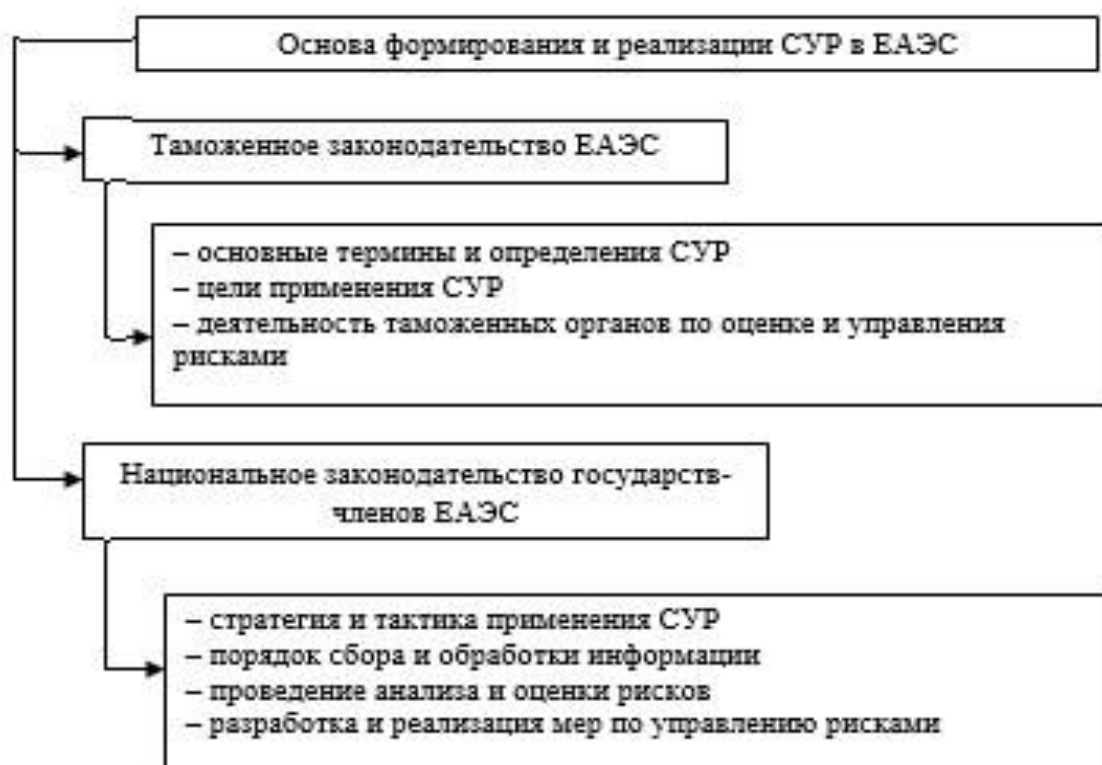 Основа формирования и реализации СУР в ЕАЭС
Таможенное законодательство ЕАЭС
– основные термины и определения СУР
– цели применения СУР
– деятельность таможенных органов по оценке и управления
рисками
Национальное законодательство государств-
членов ЕАЭС
– стратегия и тактика применения СУР
– порядок сбора и обработки информации
– проведение анализа и оценки рисков
– разработка и реализация мер по управлению рисками